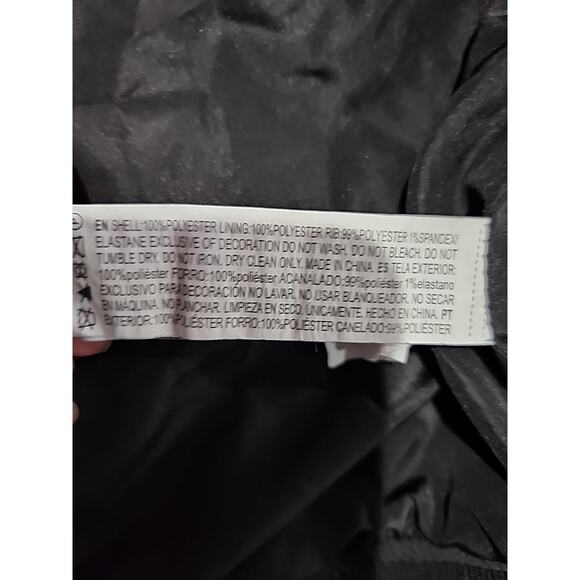 EN SHELL:100%POLYESTER LINING:100%POLYESTER RIB:99%POLYESTER 1%SPANDEX/
ELASTANE EXCLUSIVE OF DECORATION DO NOT WASH. DO NOT BLEACH. DO NOT
TUMBLE DRY. DO NOT IRON. DRY CLEAN ONLY. MADE IN CHINA. ES TELA EXTERIOR:
100%poliéster FORRO:100%poliéster ACANALADO:99%poliéster 1%elastano
EXCLUSIVO PARA DECORACIÓN NO LAVAR. NO USAR BLANQUEADOR. NO SECAR
EN MAQUINA. NO PLANCHAR. LIMPIEZA EN SECO, ÚNICAMENTE. HECHO EN CHINA. PT
EXTERIOR:100%POLIÉSTER FORRO:100%POLIÉSTER CANELADO:99%POLIÉSTER